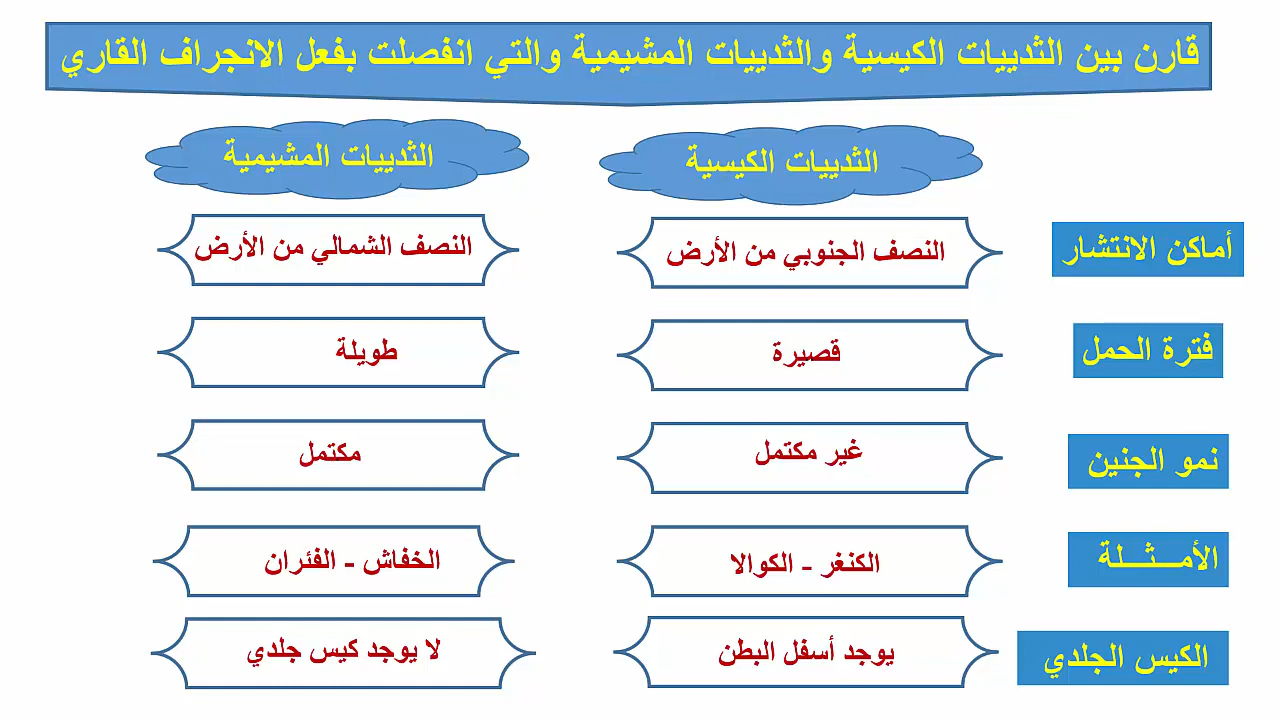 قارن بين الثدييات الكيسية والثدييات المشيمية والتي انفصلت بفعل الانجراف القاري
الثدييات الكيسية
الثدييات المشيمية
أماكن الانتشار
النصف الجنوبي من الأرض
النصف الشمالي من الأرض
فترة الحمل
قصيرة
طويلة
نمو الجنين
غير مكتمل
مكتمل
الأمـــثـــلة
الكنغر - الكوالا
الخفاش - الفئران
الكيس الجلدي
يوجد أسفل البطن
لا يوجد كيس جلدي